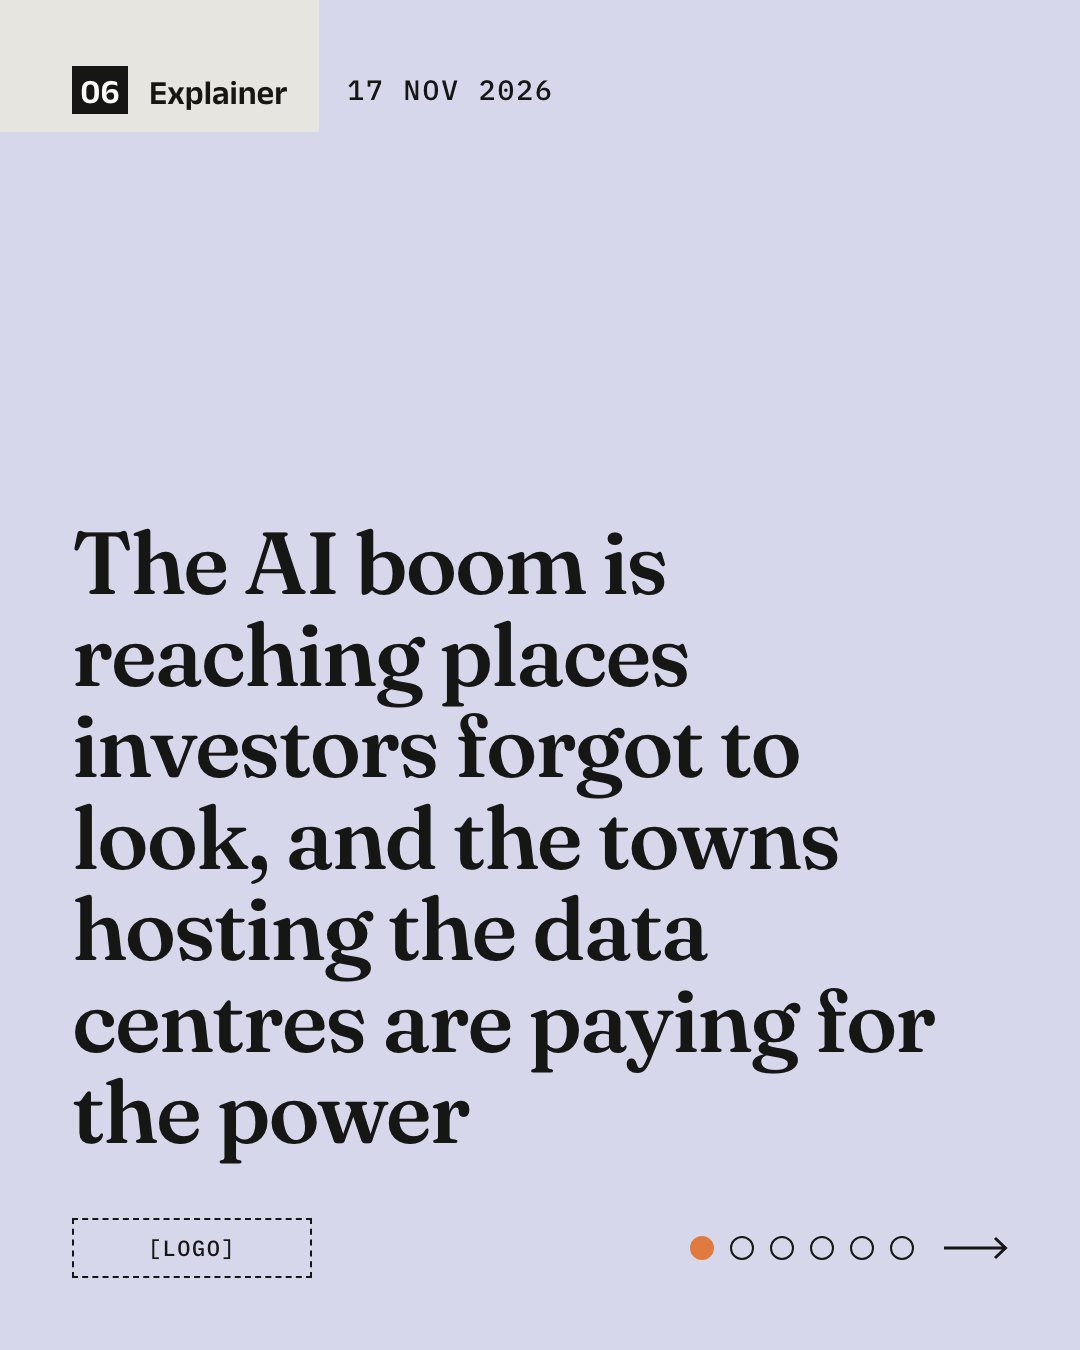 06 Explainer 17 NOV 2026
The AI boom is
reaching places
investors forgot to
look, and the towns
hosting the data
centres are paying for
the power
[LOGO]